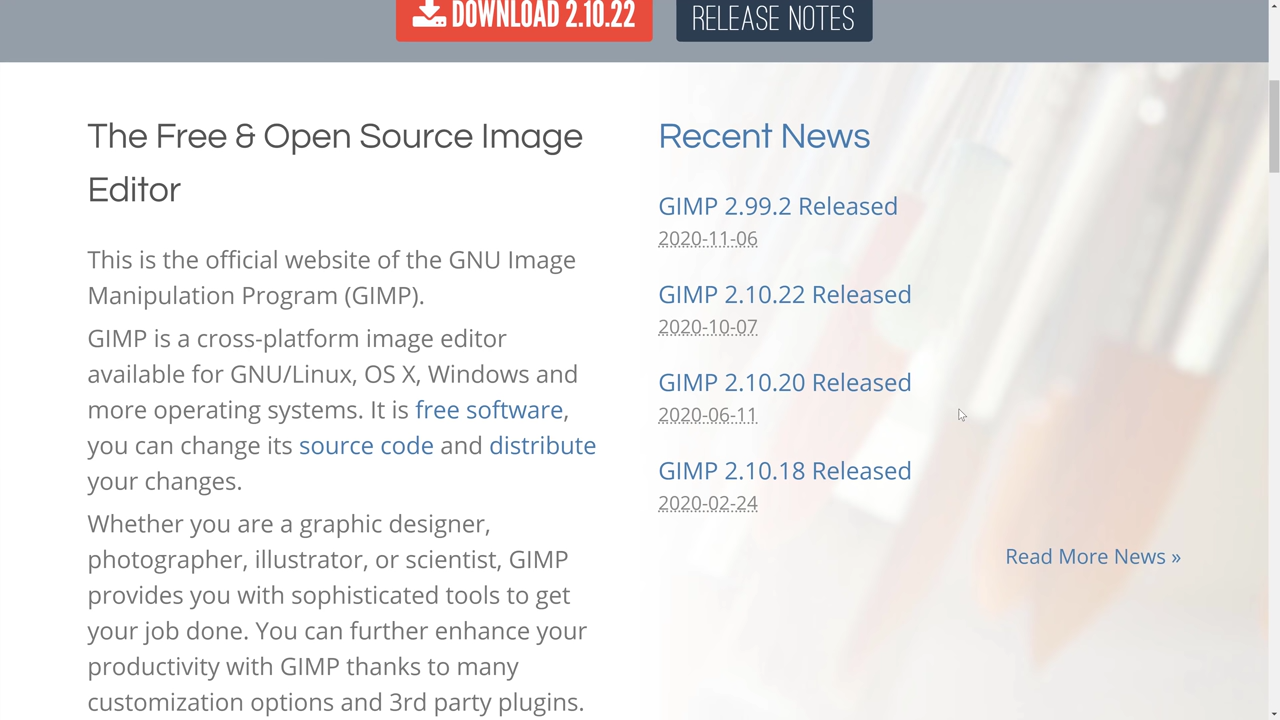 DOWNLOAD 2.10.22
RELEASE NOTES
The Free & Open Source Image
Editor
This is the official website of the GNU Image
Manipulation Program (GIMP).
GIMP is a cross-platform image editor
available for GNU/Linux, OS X, Windows and
more operating systems. It is free software,
you can change its source code and distribute
your changes.
Whether you are a graphic designer,
photographer, illustrator, or scientist, GIMP
provides you with sophisticated tools to get
your job done. You can further enhance your
productivity with GIMP thanks to many
customization options and 3rd party plugins.
Recent News
GIMP 2.99.2 Released
2020-11-06
GIMP 2.10.22 Released
2020-10-07
GIMP 2.10.20 Released
2020-06-11
GIMP 2.10.18 Released
2020-02-24
Read More News »